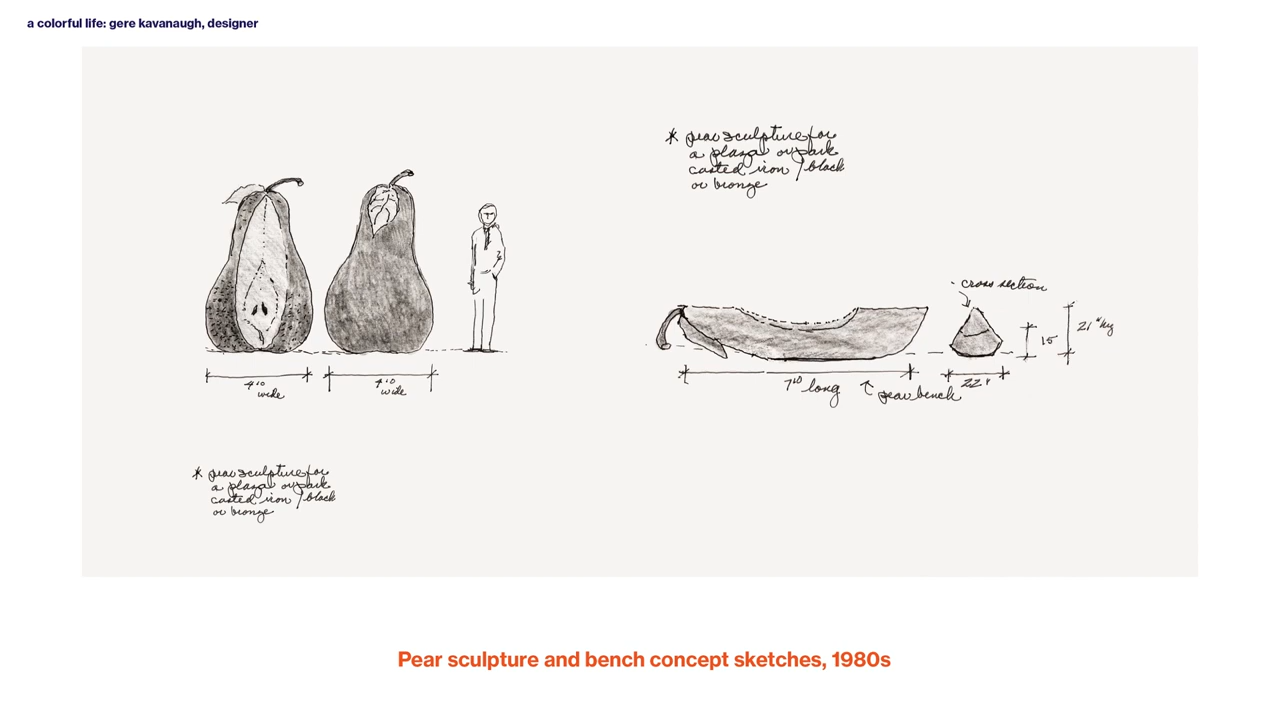 a colorful life: gere kavanaugh, designer
* pear sculpture for
a plaza or park
casted iron / black
or bronze
- cross section
21" hg
15
4'0 wide
4'0 wide
7'0 long
pear bench
22"
* pear sculpture for
a plaza or park
casted iron / black
or bronze
Pear sculpture and bench concept sketches, 1980s